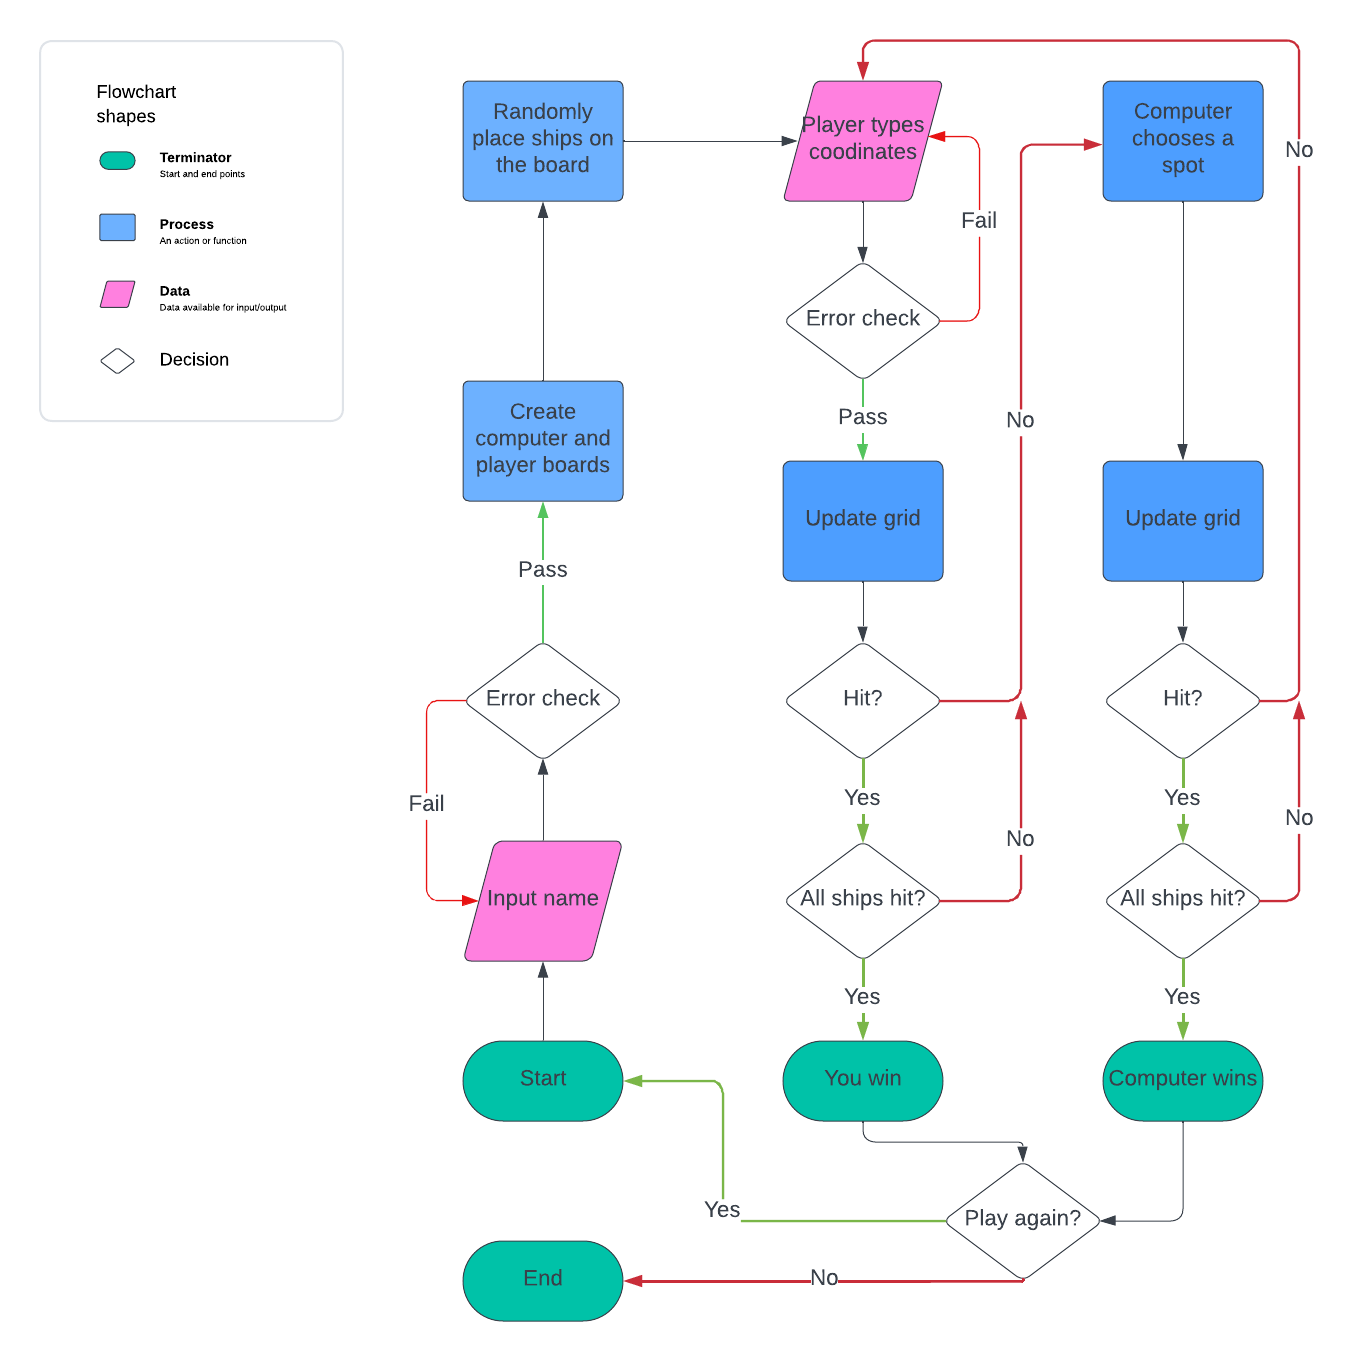 Flowchart
shapes
Terminator
Start and end points
Process
An action or function
Data
Data available for input/output
Decision
Randomly
place ships on
the board
Player types
coodinates
Computer
chooses a
spot
No
Fail
Error check
Pass
No
Create
computer and
player boards
Update grid
Update grid
Pass
Error check
Hit?
Hit?
Fail
Yes
Yes
No
No
Input name
All ships hit?
All ships hit?
Yes
Yes
Start
You win
Computer wins
Yes
Play again?
End
No